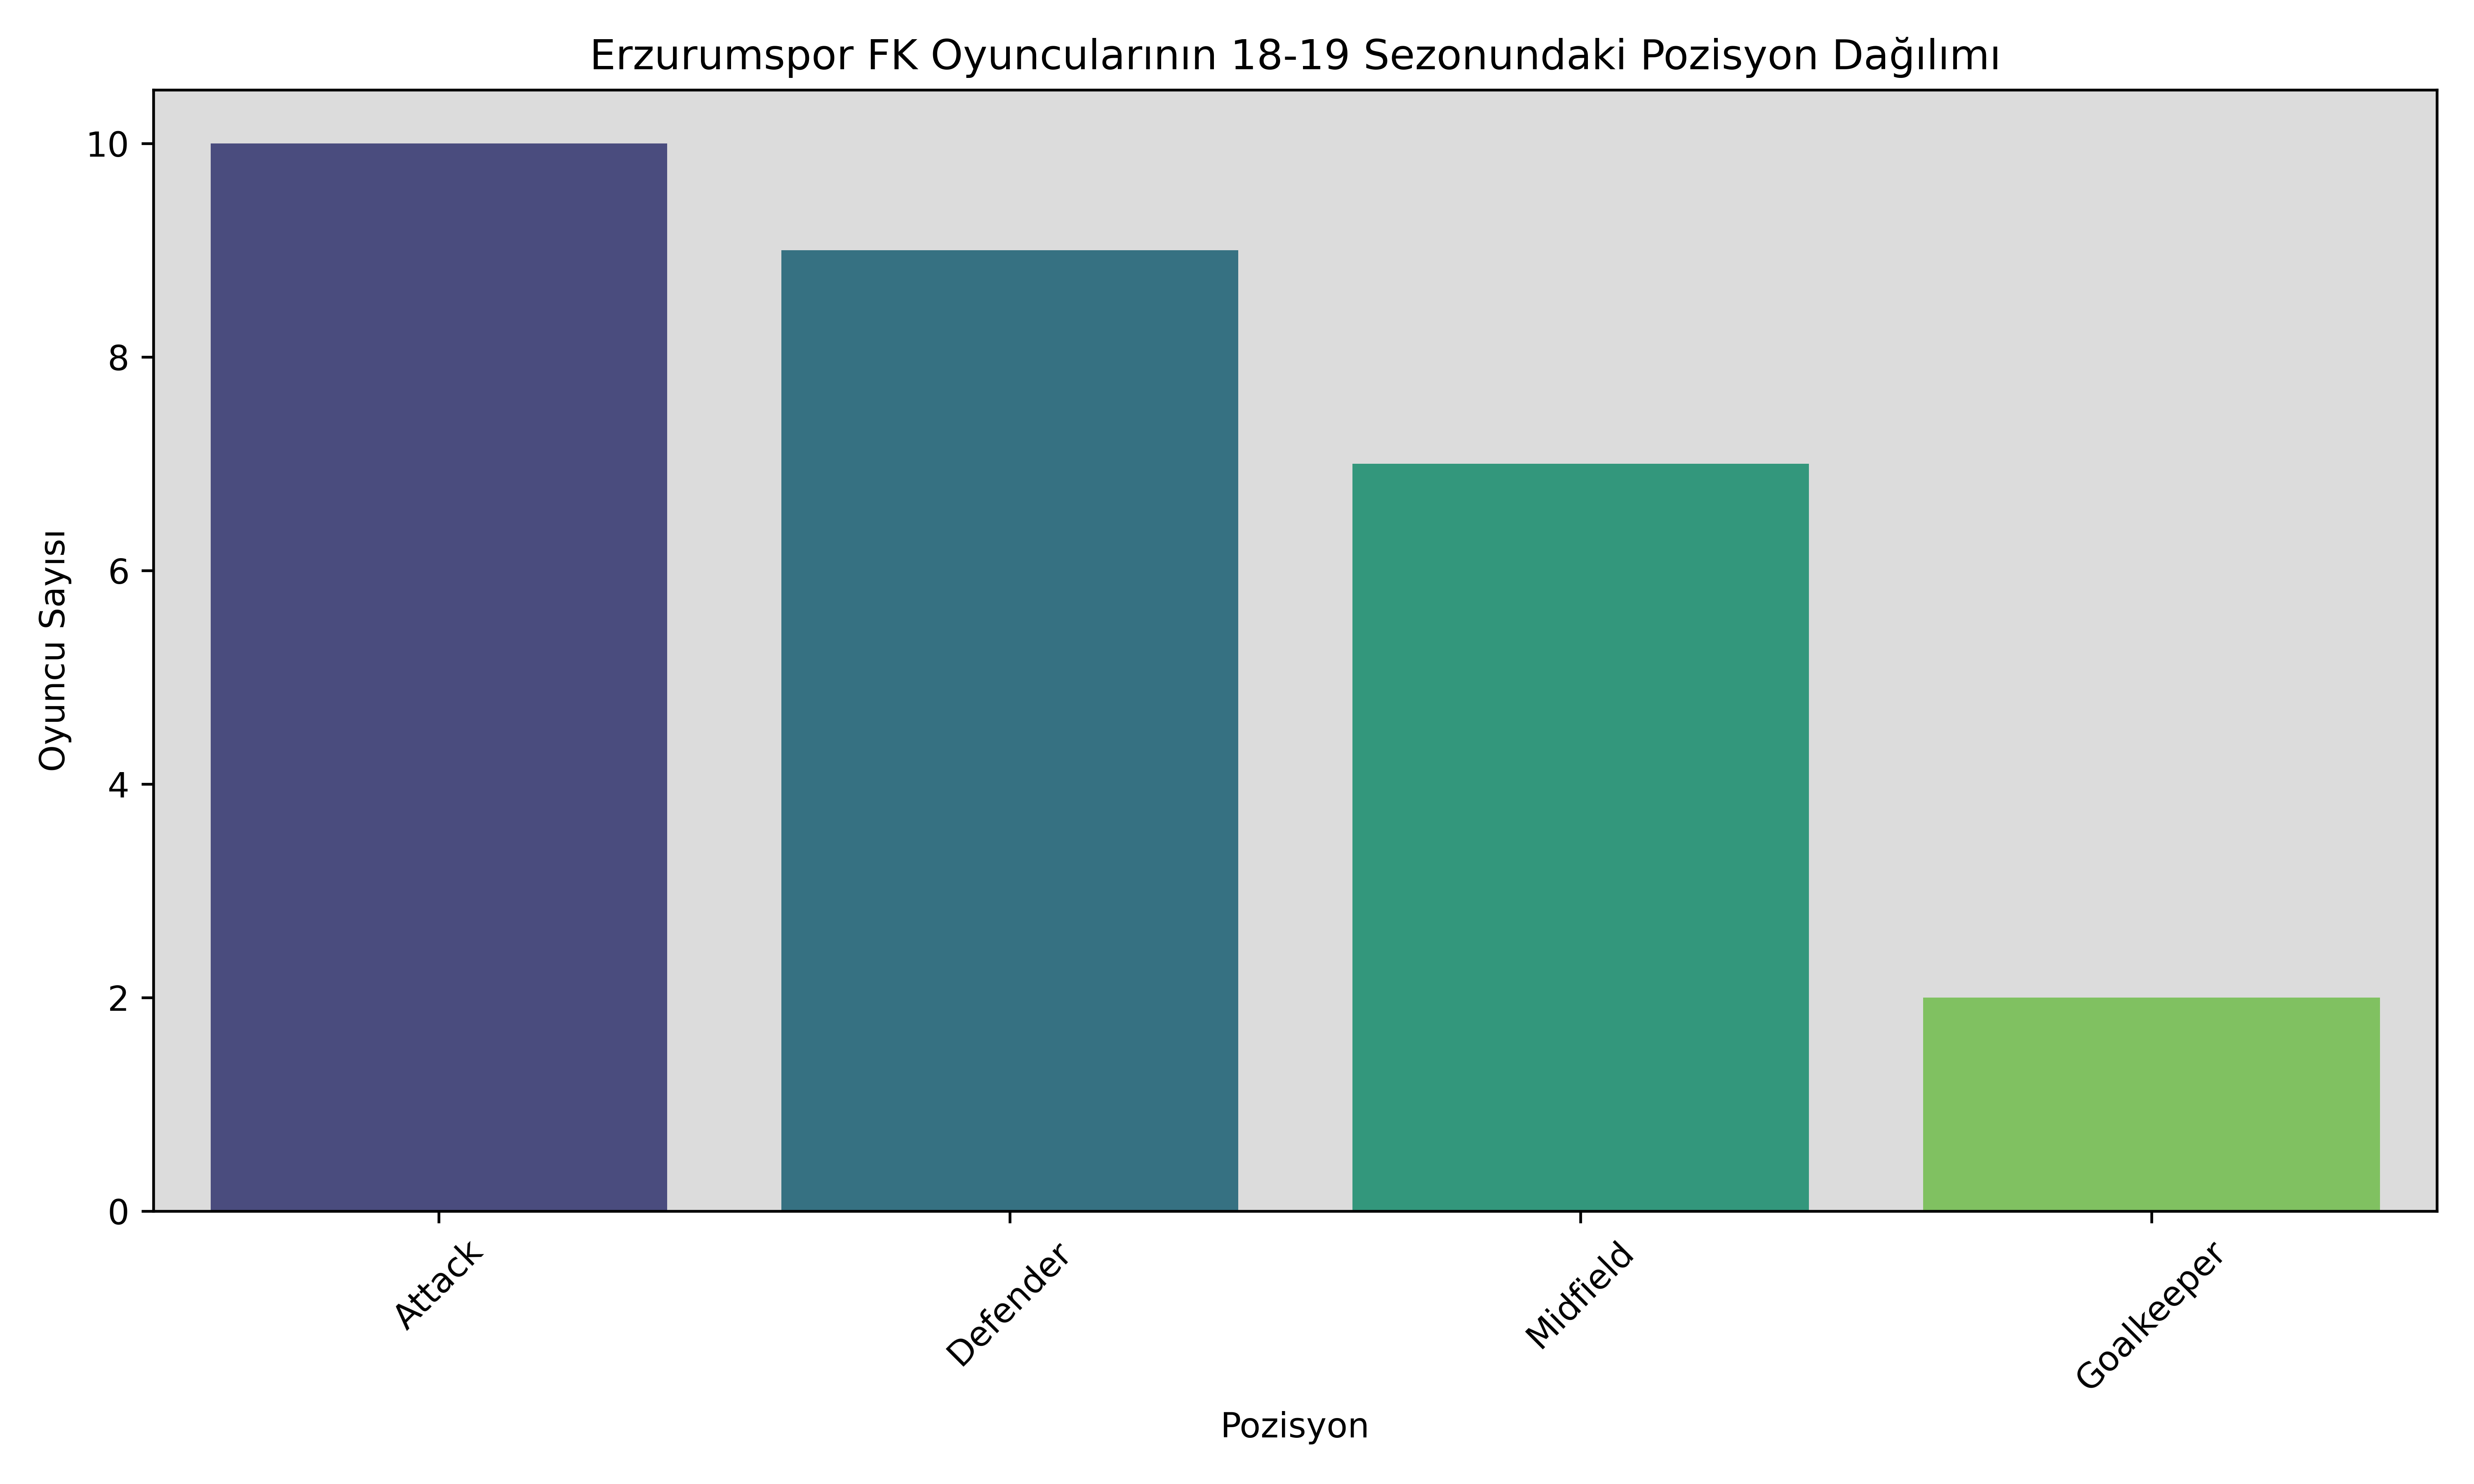 Erzurumspor FK Oyuncularının 18-19 Sezonundaki Pozisyon Dağılımı
Oyuncu Sayısı
10
8
6
4
2
0
Attack
Defender
Midfield
Goalkeeper
Pozisyon